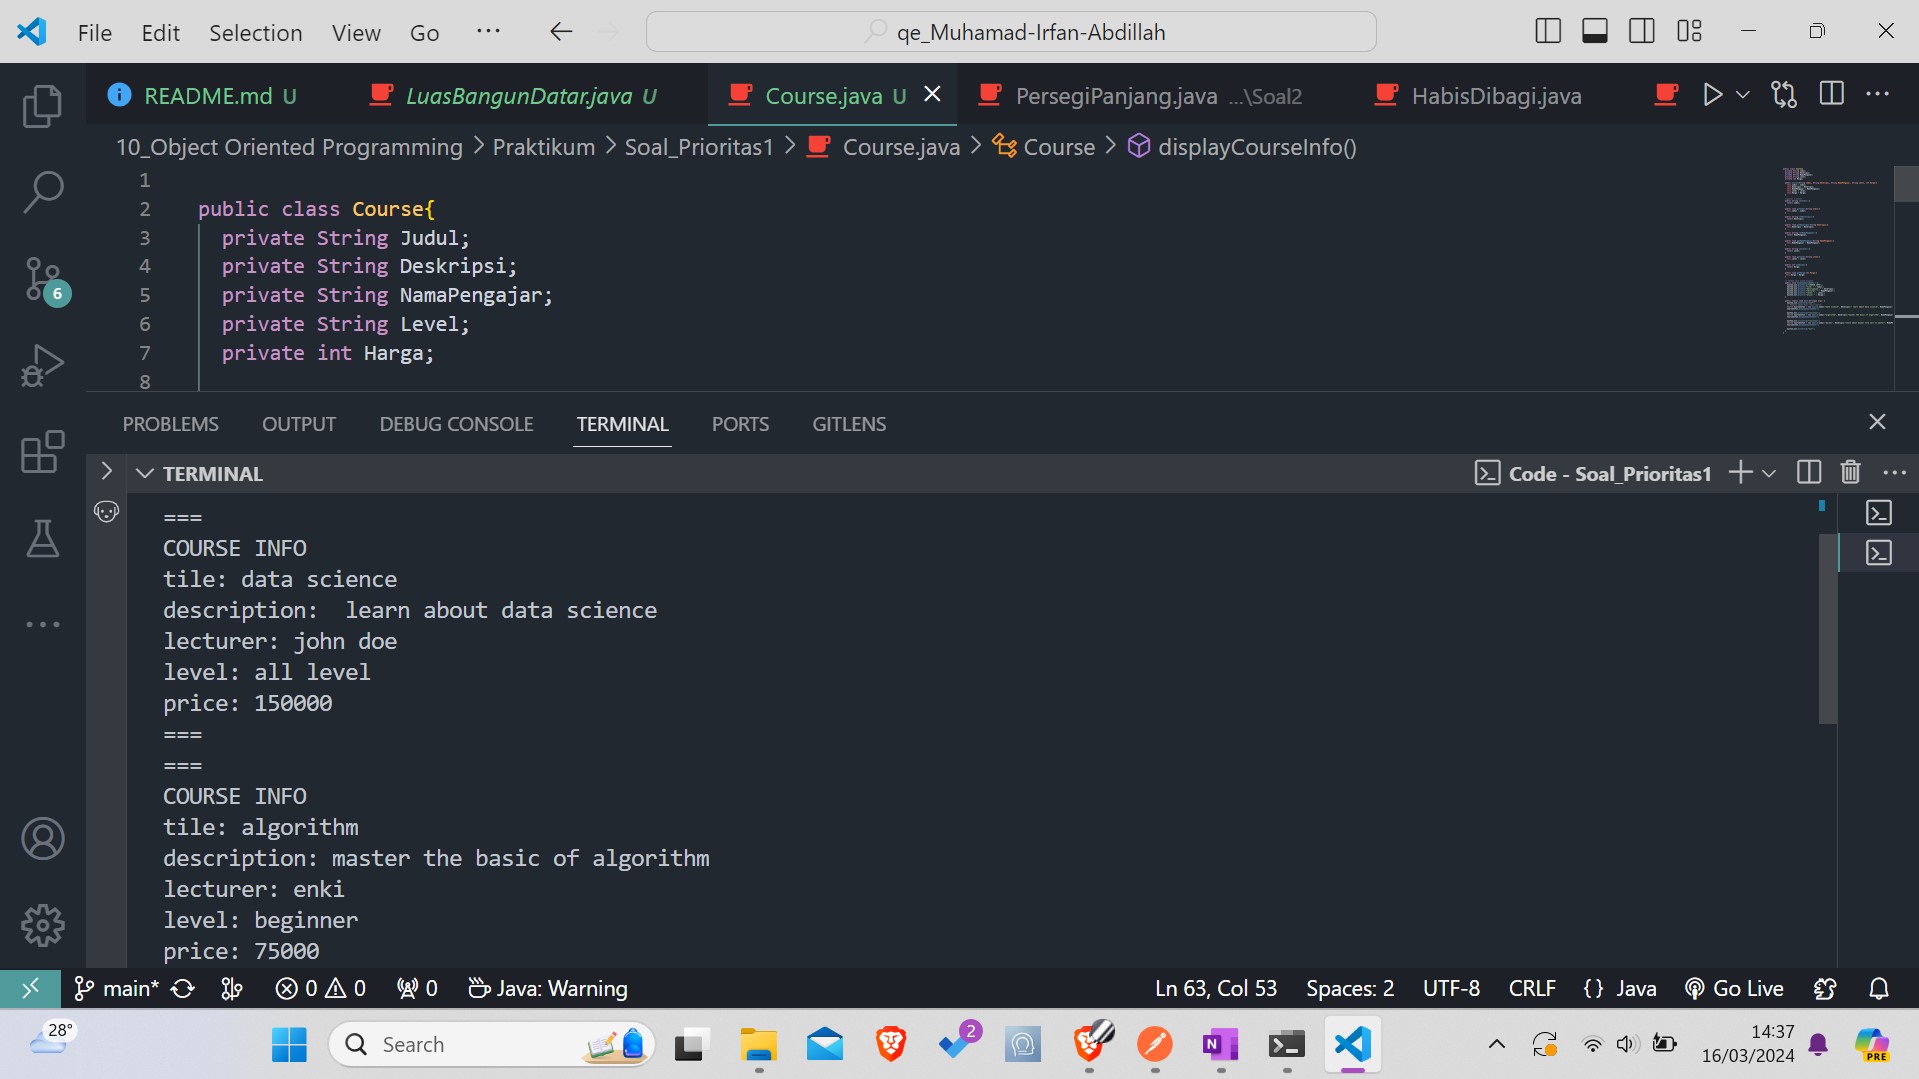 File Edit Selection View Go ··· qe_Muhamad-Irfan-Abdillah
README.md U LuasBangunDatar.java U Course.java U PersegiPanjang.java ...\Soal2 HabisDibagi.java
10_Object Oriented Programming > Praktikum > Soal_Prioritas1 > Course.java > Course > displayCourseInfo()
1
2 public class Course{
3 private String Judul;
4 private String Deskripsi;
5 private String NamaPengajar;
6 private String Level;
7 private int Harga;
8
6
PROBLEMS OUTPUT DEBUG CONSOLE TERMINAL PORTS GITLENS
TERMINAL Code - Soal_Prioritas1
===
COURSE INFO
tile: data science
description:  learn about data science
lecturer: john doe
level: all level
price: 150000
===
===
COURSE INFO
tile: algorithm
description: master the basic of algorithm
lecturer: enki
level: beginner
price: 75000
main* 0 0 0 Java: Warning Ln 63, Col 53 Spaces: 2 UTF-8 CRLF {} Java Go Live
28° Search 2 N 14:37 PRE
16/03/2024